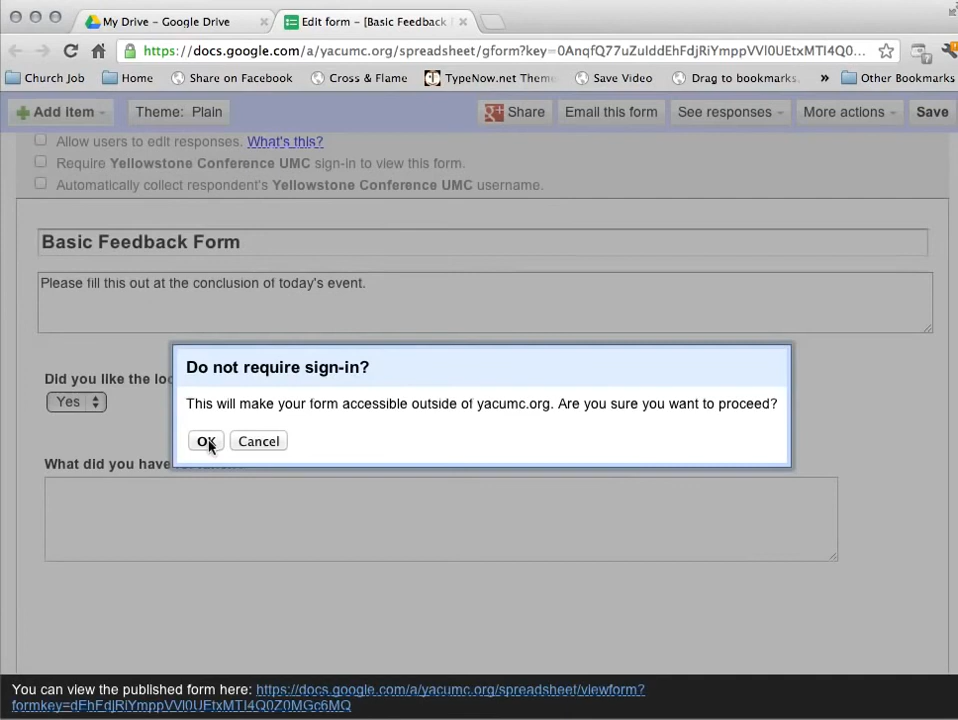 My Drive – Google Drive
Edit form – [Basic Feedback
https://docs.google.com/a/yacumc.org/spreadsheet/gform?key=0AnqfQ77uZulddEhFdjRiYmppVVl0UEtxMTI4Q0...
Church Job Home Share on Facebook Cross & Flame TypeNow.net Theme Save Video Drag to bookmarks. » Other Bookmarks
Add item Theme: Plain Share Email this form See responses More actions Save
Allow users to edit responses. What's this?
Require Yellowstone Conference UMC sign-in to view this form.
Automatically collect respondent's Yellowstone Conference UMC username.
Basic Feedback Form
Please fill this out at the conclusion of today's event.
Do not require sign-in?
Did you like the lo
This will make your form accessible outside of yacumc.org. Are you sure you want to proceed?
Yes
OK Cancel
What did you have
You can view the published form here: https://docs.google.com/a/yacumc.org/spreadsheet/viewform?
formkey=dEhFdjRiYmppVVl0UEtxMTI4Q0Z0MGc6MQ